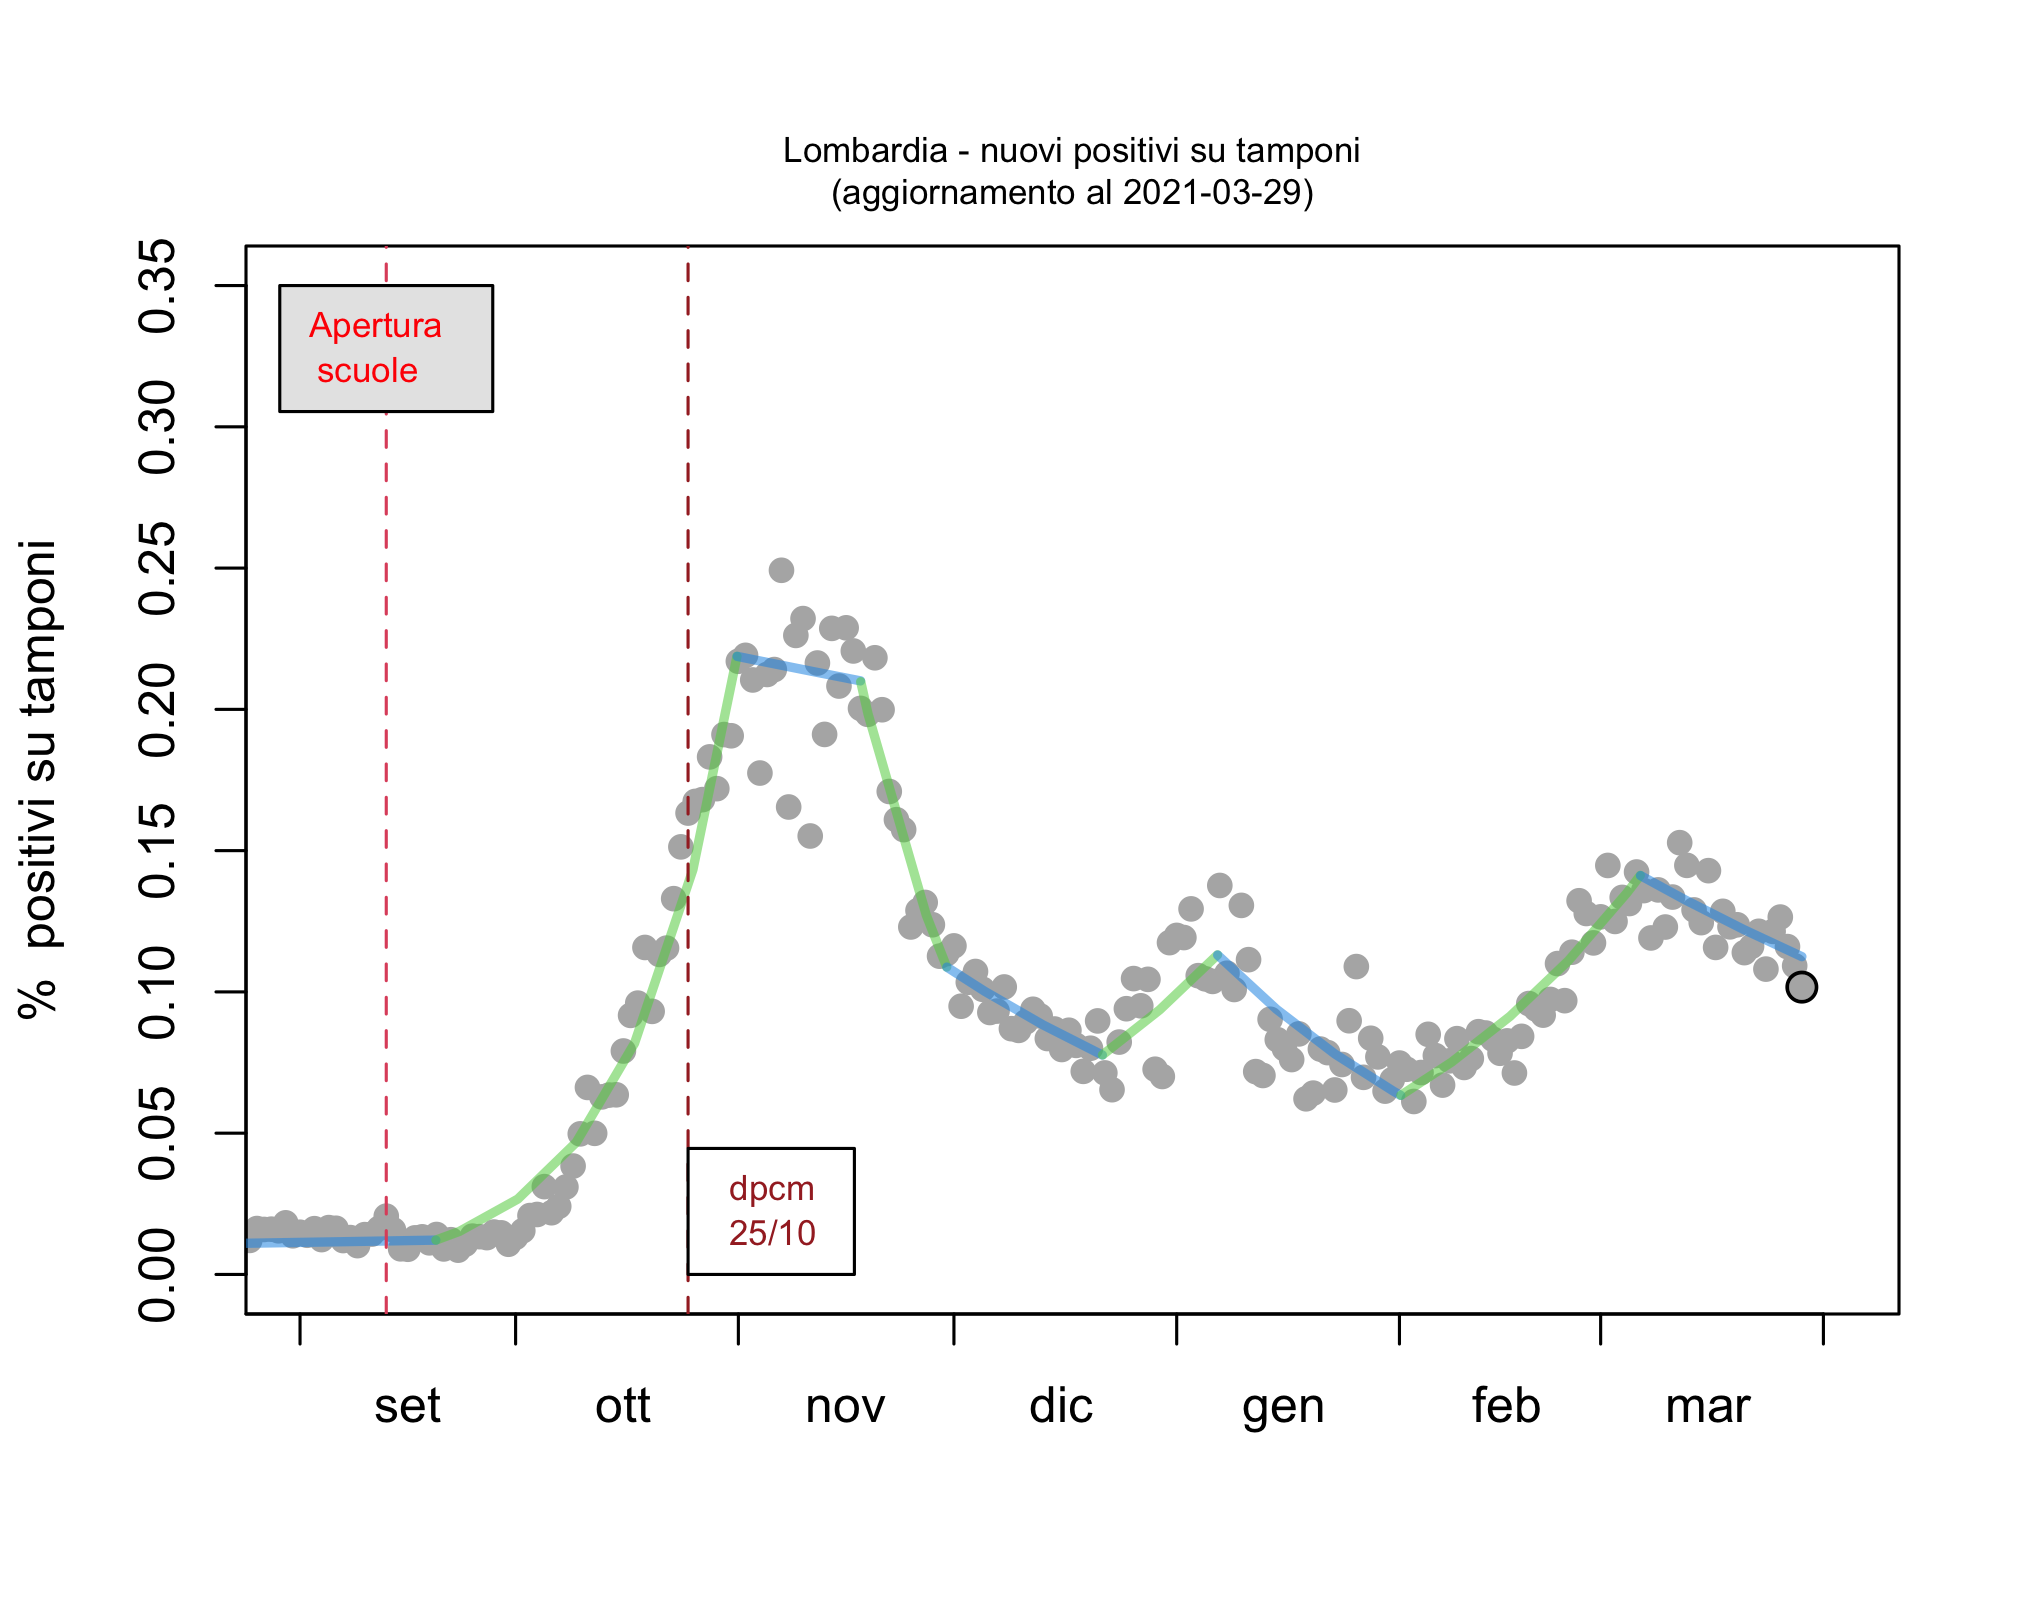 Lombardia - nuovi positivi su tamponi
(aggiornamento al 2021-03-29)
% positivi su tamponi
0.35
0.30
0.25
0.20
0.15
0.10
0.05
0.00
Apertura
scuole
dpcm
25/10
set ott nov dic gen feb mar